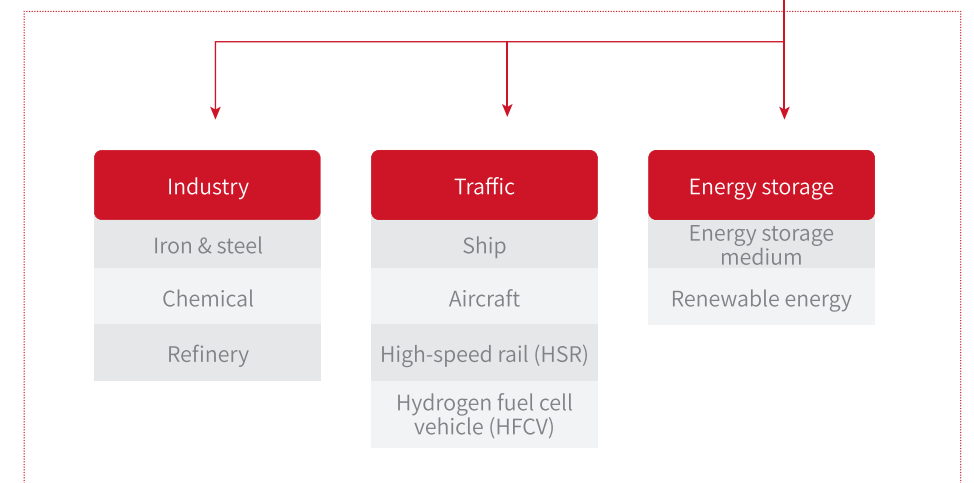 Industry
Iron & steel
Chemical
Refinery
Traffic
Ship
Aircraft
High-speed rail (HSR)
Hydrogen fuel cell
vehicle (HFCV)
Energy storage
Energy storage
medium
Renewable energy